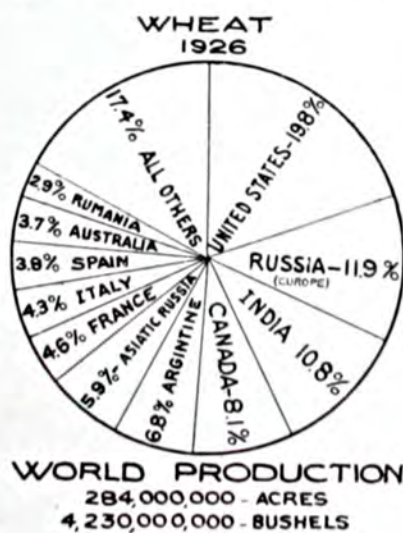 WHEAT
1926
UNITED STATES-19.8%
RUSSIA-11.9%
(EUROPE)
INDIA 10.8%
CANADA-8.1%
6.8% ARGINTINE
5.9%-ASIATIC RUSSIA
4.6% FRANCE
4.3% ITALY
3.8% SPAIN
3.7% AUSTRALIA
2.9% RUMANIA
17.4% ALL OTHERS
WORLD PRODUCTION
284,000,000-ACRES
4,230,000,000-BUSHELS